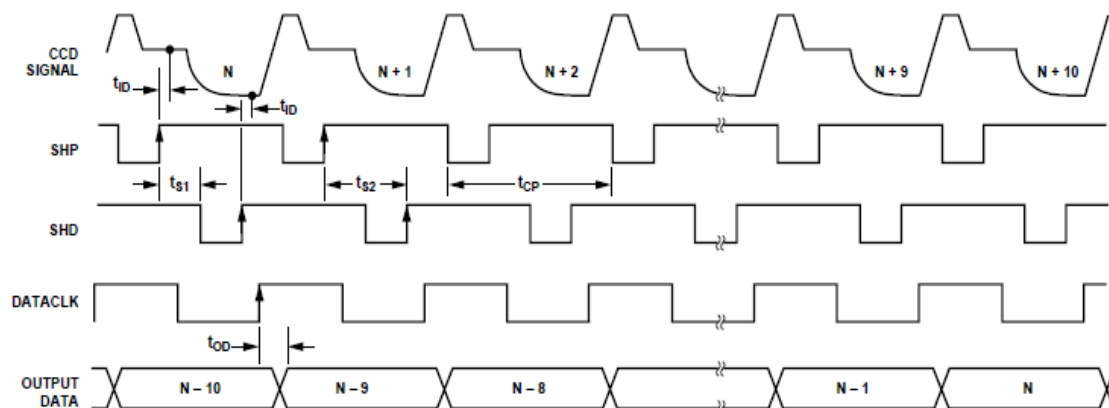 CCD
SIGNAL
N
N + 1
N + 2
N + 9
N + 10
tID
tID
SHP
tS1
tS2
tCP
SHD
DATACLK
tOD
OUTPUT
DATA
N – 10
N – 9
N – 8
N – 1
N